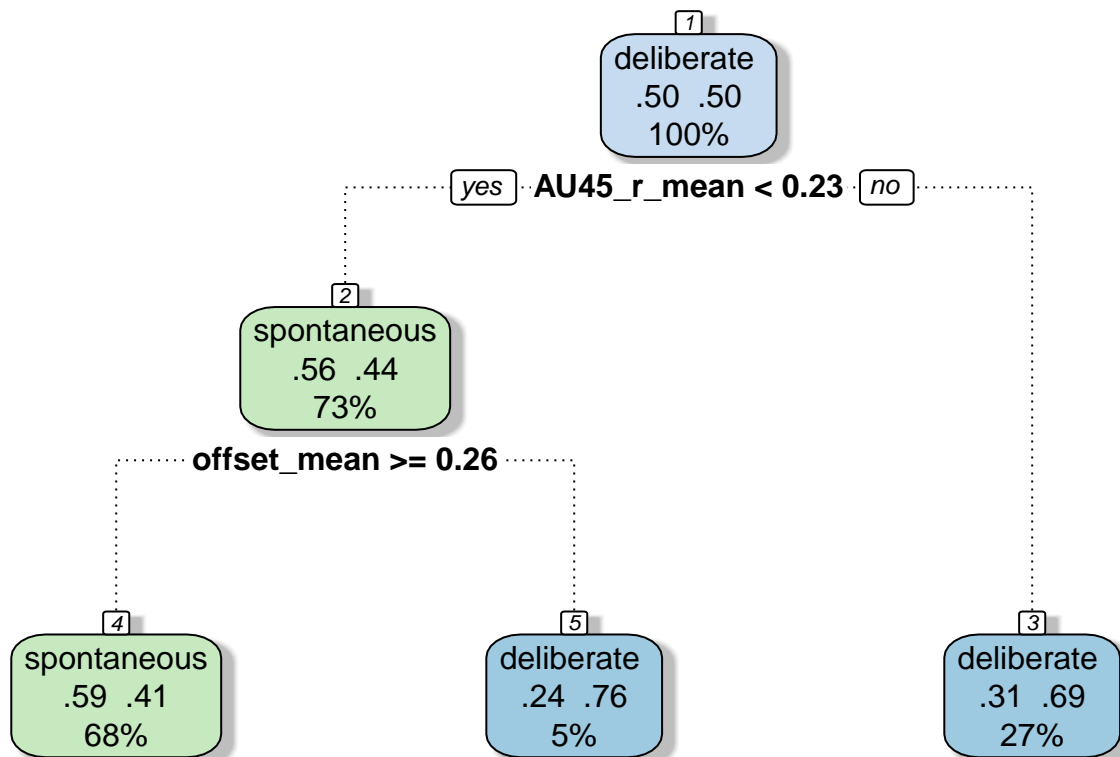 1
deliberate
.50 .50
100%
yes AU45_r_mean < 0.23 no
2
spontaneous
.56 .44
73%
offset_mean >= 0.26
4
spontaneous
.59 .41
68%
5
deliberate
.24 .76
5%
3
deliberate
.31 .69
27%